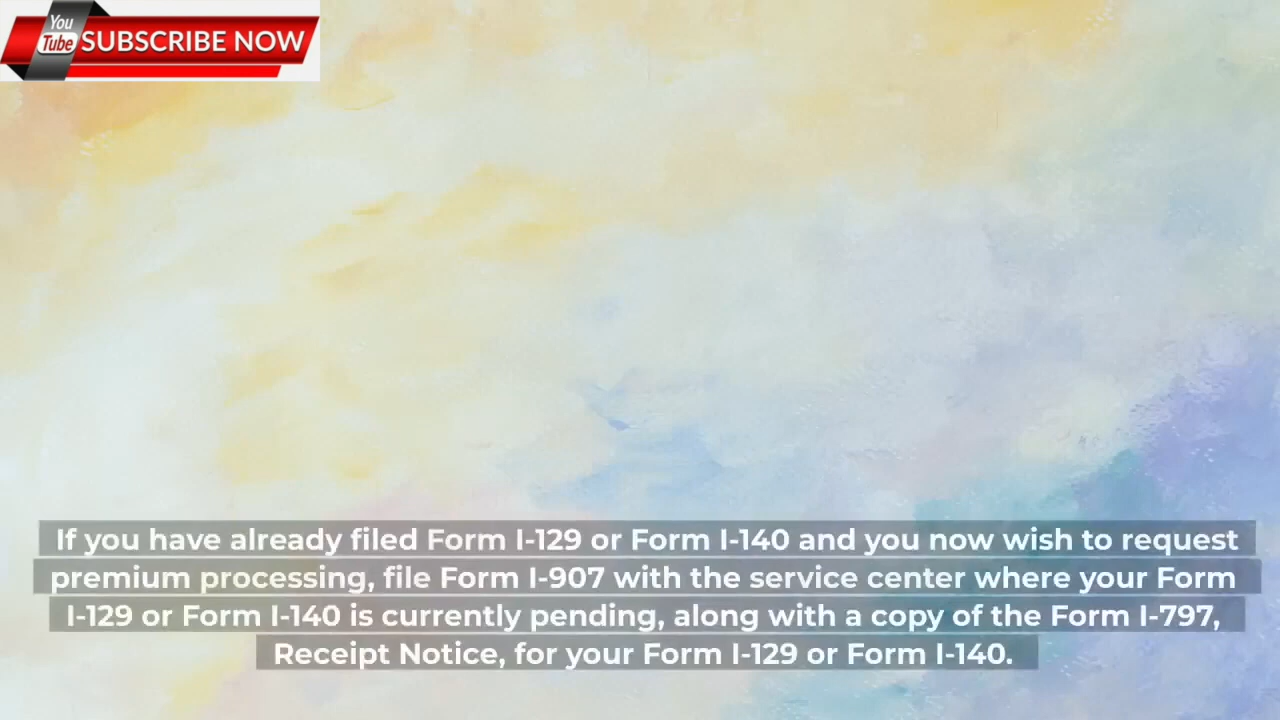 You
Tube
SUBSCRIBE NOW
If you have already filed Form I-129 or Form I-140 and you now wish to request
premium processing, file Form I-907 with the service center where your Form
I-129 or Form I-140 is currently pending, along with a copy of the Form I-797,
Receipt Notice, for your Form I-129 or Form I-140.